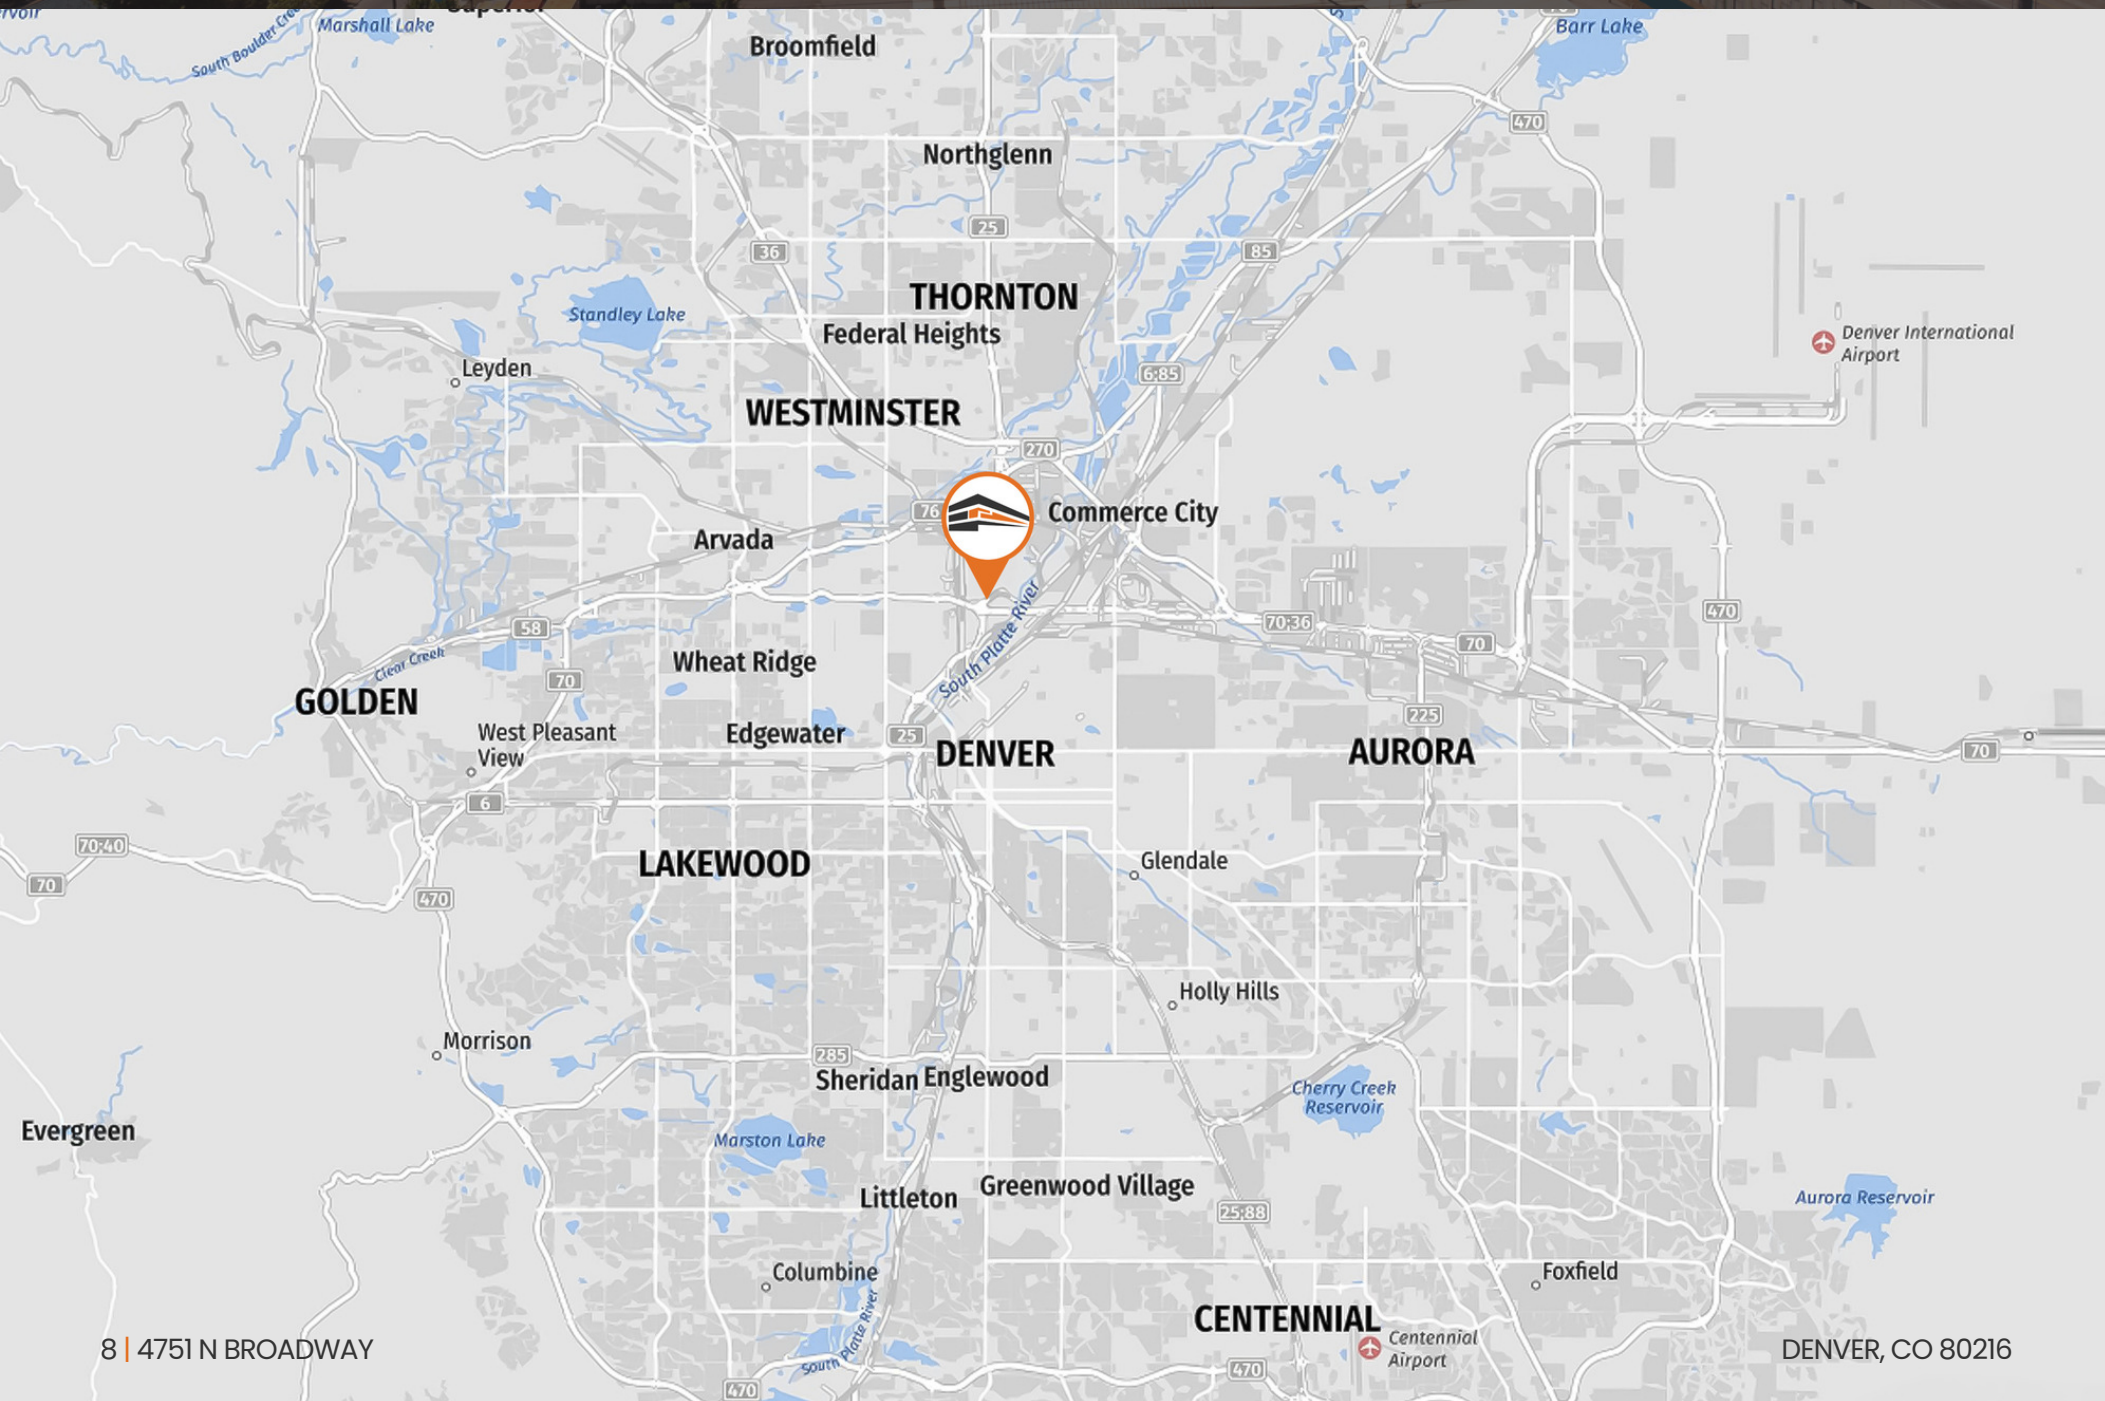 Superior
Marshall Lake
South Boulder Cree
Broomfield
Barr Lake
470
Northglenn
25
36
85
THORNTON
Standley Lake
Federal Heights
Denver International
Airport
Leyden
6;85
WESTMINSTER
270
76
Commerce City
Arvada
470
58
70;36
70
South Platte River
Clear Creek
Wheat Ridge
70
GOLDEN
225
West Pleasant
View
Edgewater
25
DENVER
AURORA
70
6
70;40
LAKEWOOD
Glendale
70
470
Holly Hills
Morrison
285
Sheridan
Englewood
Cherry Creek
Reservoir
Evergreen
Marston Lake
Greenwood Village
Littleton
Aurora Reservoir
25;88
Columbine
Foxfield
CENTENNIAL
South Platte River
Centennial
Airport
470
470
8 | 4751 N BROADWAY
DENVER, CO 80216